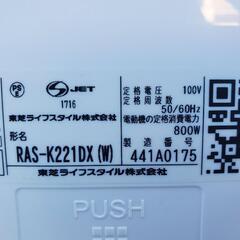 PS
E
S JET
1716
東芝ライフスタイル株式会社
定格電圧 100V
定格周波数
50/60Hz
電動機の定格消費電力
800W
形名
RAS-K221DX(W)
製造番号
441A0175
東芝ライフスタイル株式会社
PUSH